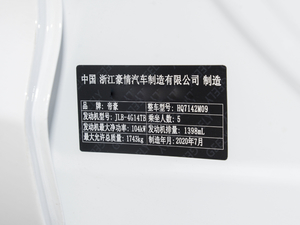 中国 浙江豪情汽车制造有限公司 制造
品牌：帝豪 整车型号：HQ7142M09
发动机型号：JLB-4G14TB 乘坐人数：5
发动机最大净功率：104kW 发动机排量：1398mL
最大允许总质量：1743kg 制造年月：2020年7月